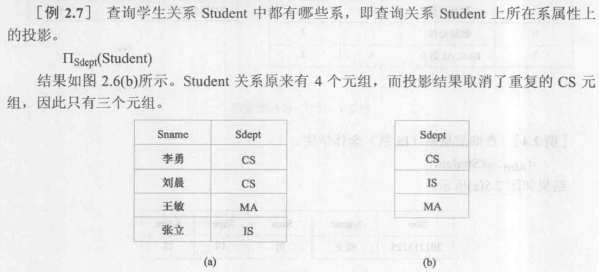 [例 2.7] 查询学生关系 Student 中都有哪些系，即查询关系 Student 上所在系属性上
的投影。
Π_Sdept(Student)
结果如图 2.6(b)所示。Student 关系原来有 4 个元组，而投影结果取消了重复的 CS 元
组，因此只有三个元组。
Sname Sdept
李勇 CS
刘晨 CS
王敏 MA
张立 IS
(a)
Sdept
CS
IS
MA
(b)